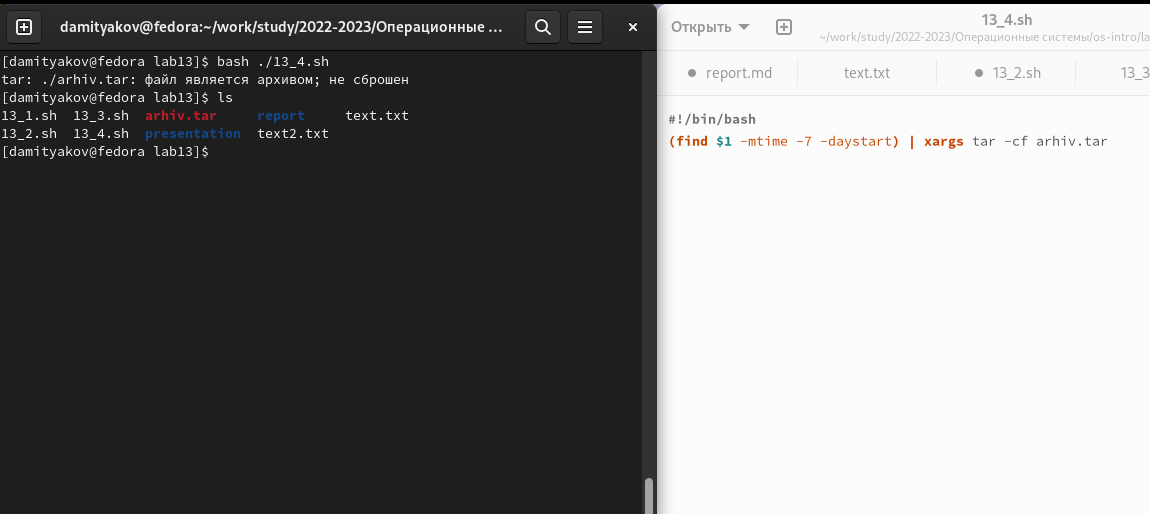 damityakov@fedora:~/work/study/2022-2023/Операционные ...
[damityakov@fedora lab13]$ bash ./13_4.sh
tar: ./arhiv.tar: файл является архивом; не сброшен
[damityakov@fedora lab13]$ ls
13_1.sh  13_3.sh  arhiv.tar     report     text.txt
13_2.sh  13_4.sh  presentation  text2.txt
[damityakov@fedora lab13]$
Открыть
13_4.sh
~/work/study/2022-2023/Операционные системы/os-intro/la
report.md text.txt 13_2.sh 13_3
#!/bin/bash
(find $1 -mtime -7 -daystart) | xargs tar -cf arhiv.tar